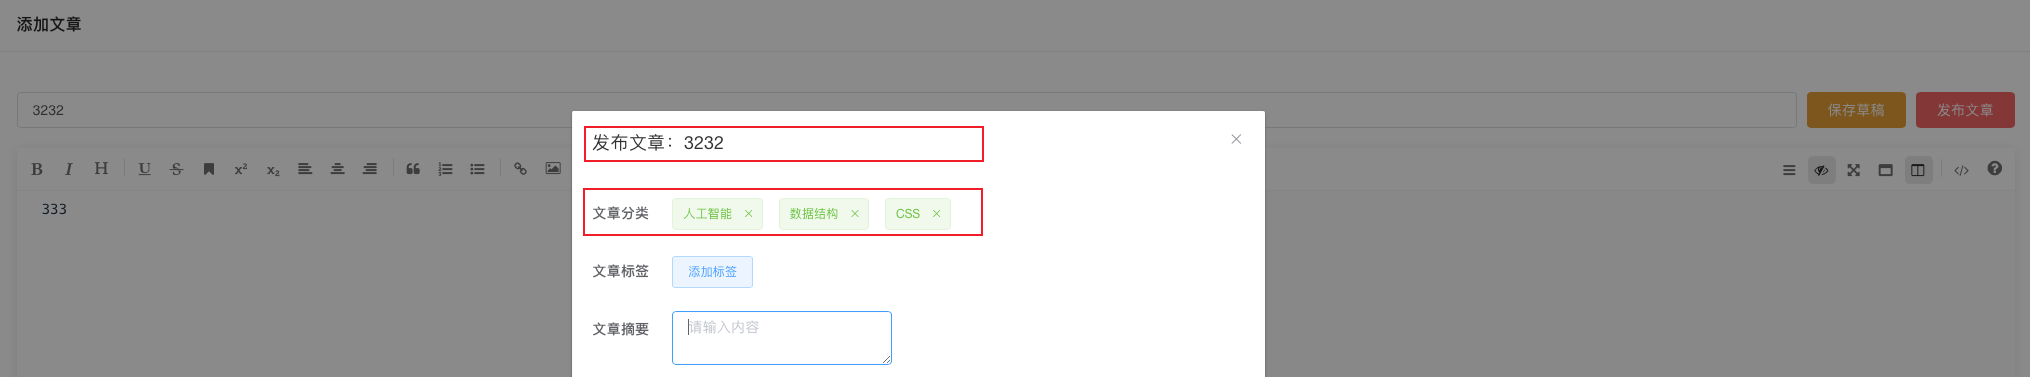 添加文章
3232 保存草稿 发布文章
发布文章：3232
B I H U S x² x₂ </>
333
文章分类 人工智能 × 数据结构 × CSS ×
文章标签 添加标签
文章摘要 请输入内容